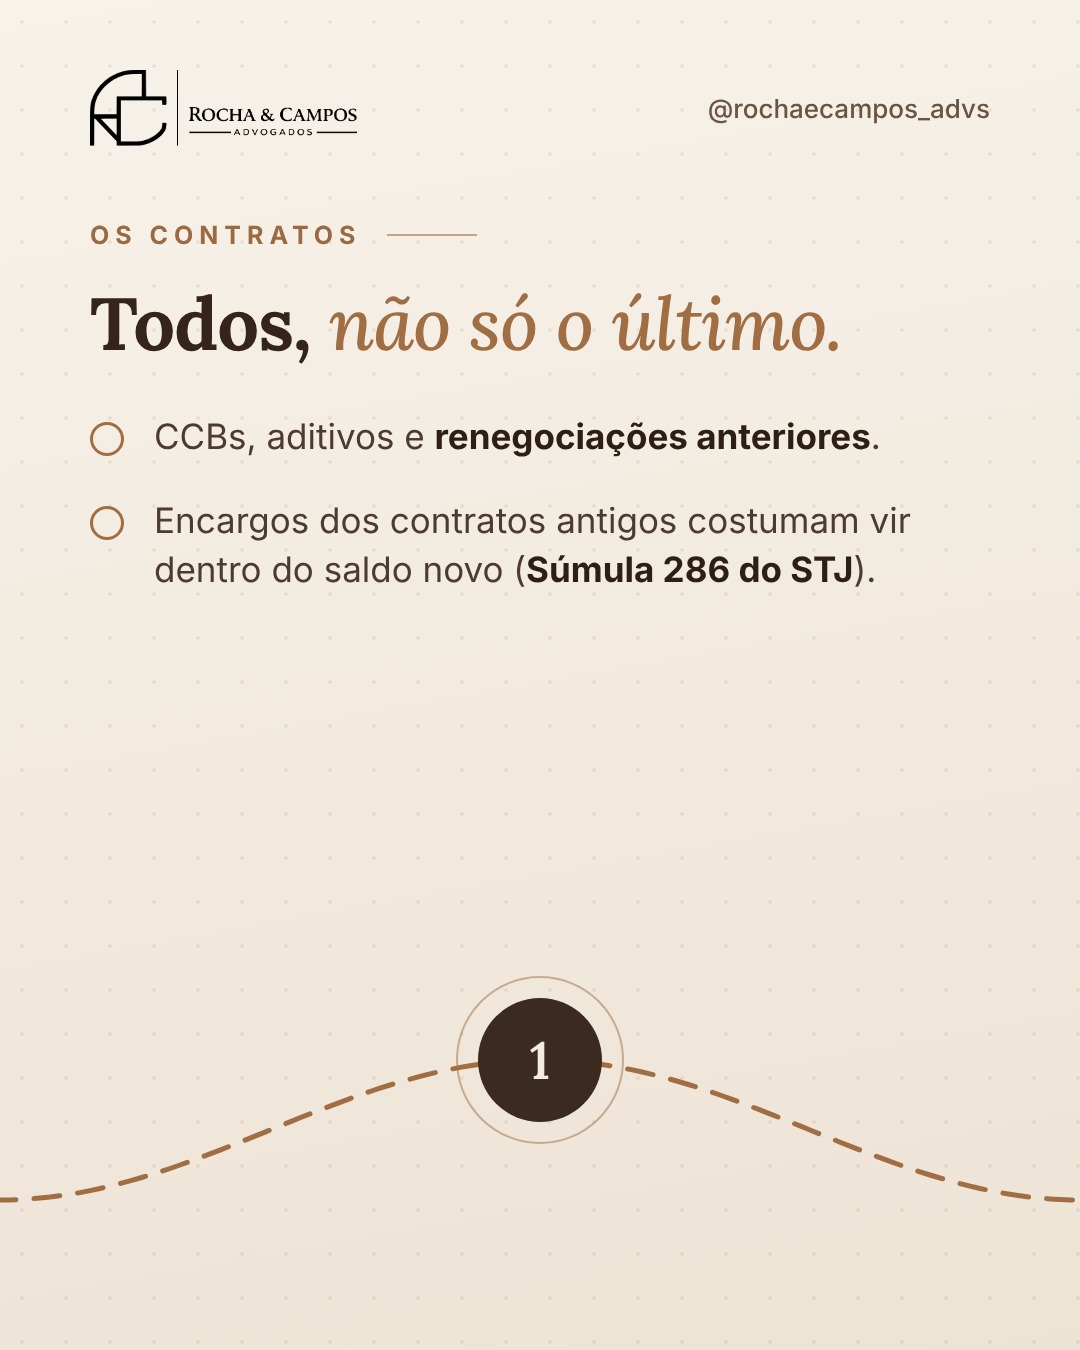 ROCHA & CAMPOS
ADVOGADOS
@rochaecampos_advs
OS CONTRATOS
Todos, não só o último.
CCBs, aditivos e renegociações anteriores.
Encargos dos contratos antigos costumam vir
dentro do saldo novo (Súmula 286 do STJ).
1